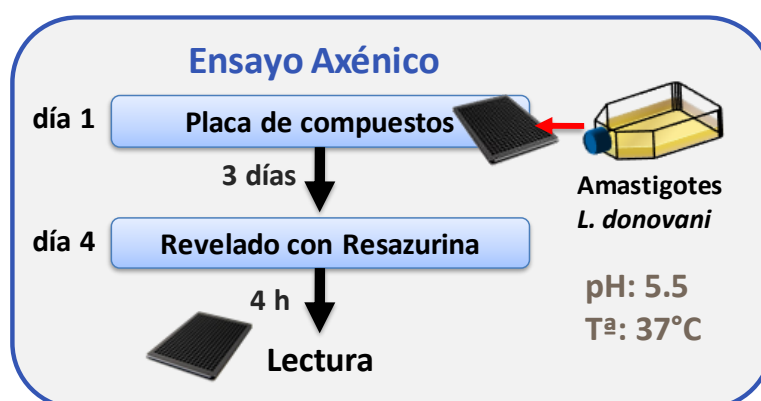 Ensayo Axénico
día 1
Placa de compuestos
3 días
Amastigotes
L. donovani
día 4
Revelado con Resazurina
4 h
pH: 5.5
Tª: 37°C
Lectura